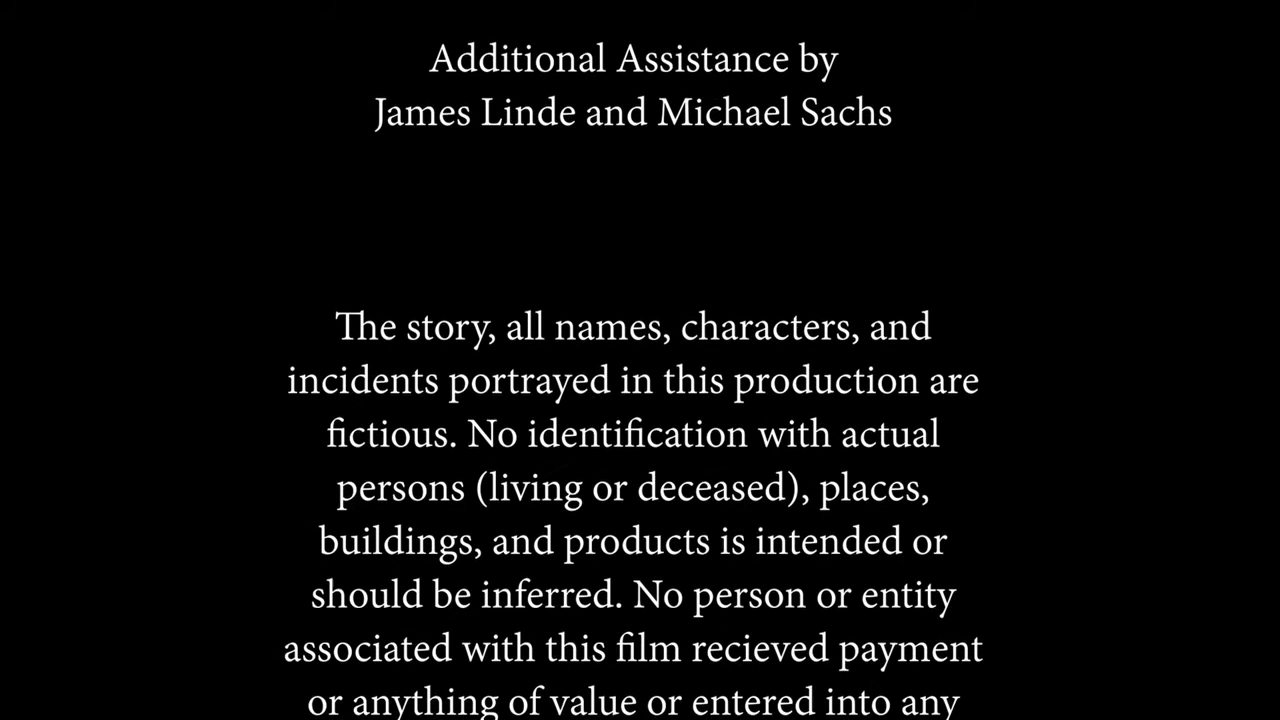 Additional Assistance by
James Linde and Michael Sachs
The story, all names, characters, and
incidents portrayed in this production are
fictious. No identification with actual
persons (living or deceased), places,
buildings, and products is intended or
should be inferred. No person or entity
associated with this film recieved payment
or anything of value or entered into any